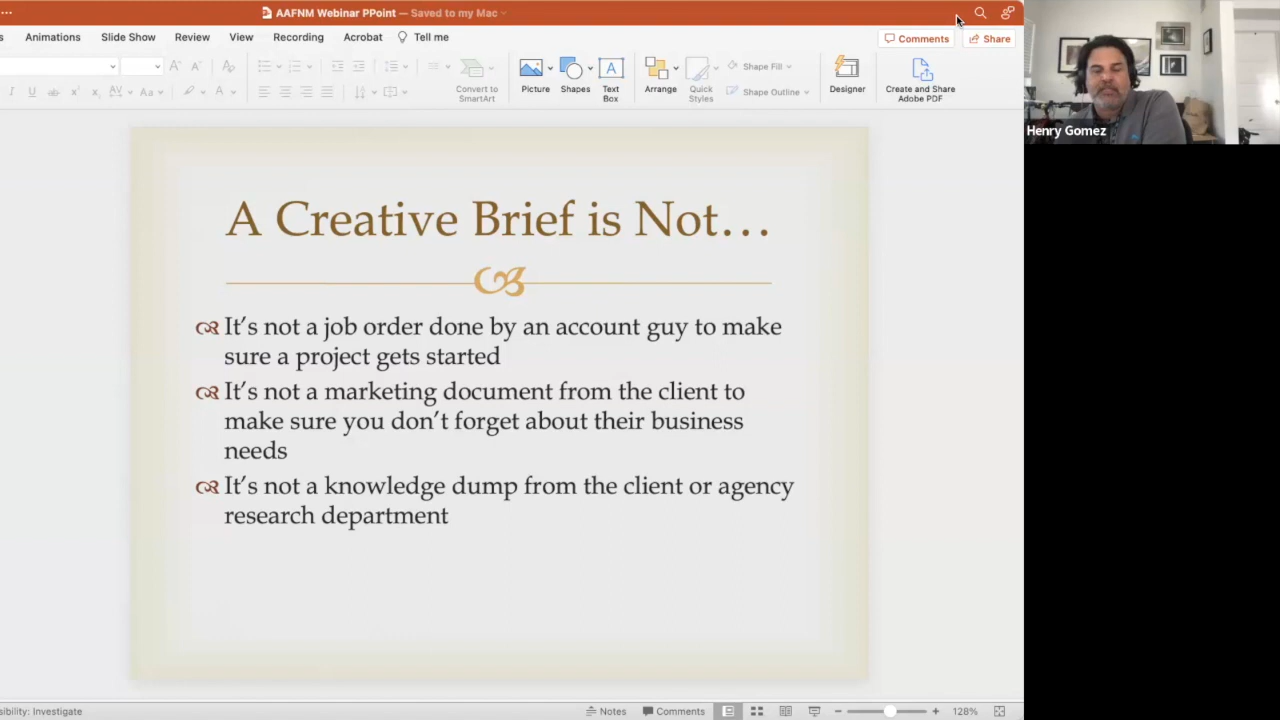 AAFNM Webinar PPoint — Saved to my Mac
s
Animations
Slide Show
Review
View
Recording
Acrobat
Tell me
Comments
Share
Convert to
SmartArt
Picture
Shapes
Text
Box
Arrange
Quick
Styles
Shape Fill
Shape Outline
Designer
Create and Share
Adobe PDF
Henry Gomez
A Creative Brief is Not…
It’s not a job order done by an account guy to make
sure a project gets started
It’s not a marketing document from the client to
make sure you don’t forget about their business
needs
It’s not a knowledge dump from the client or agency
research department
sibility: Investigate
Notes
Comments
128%